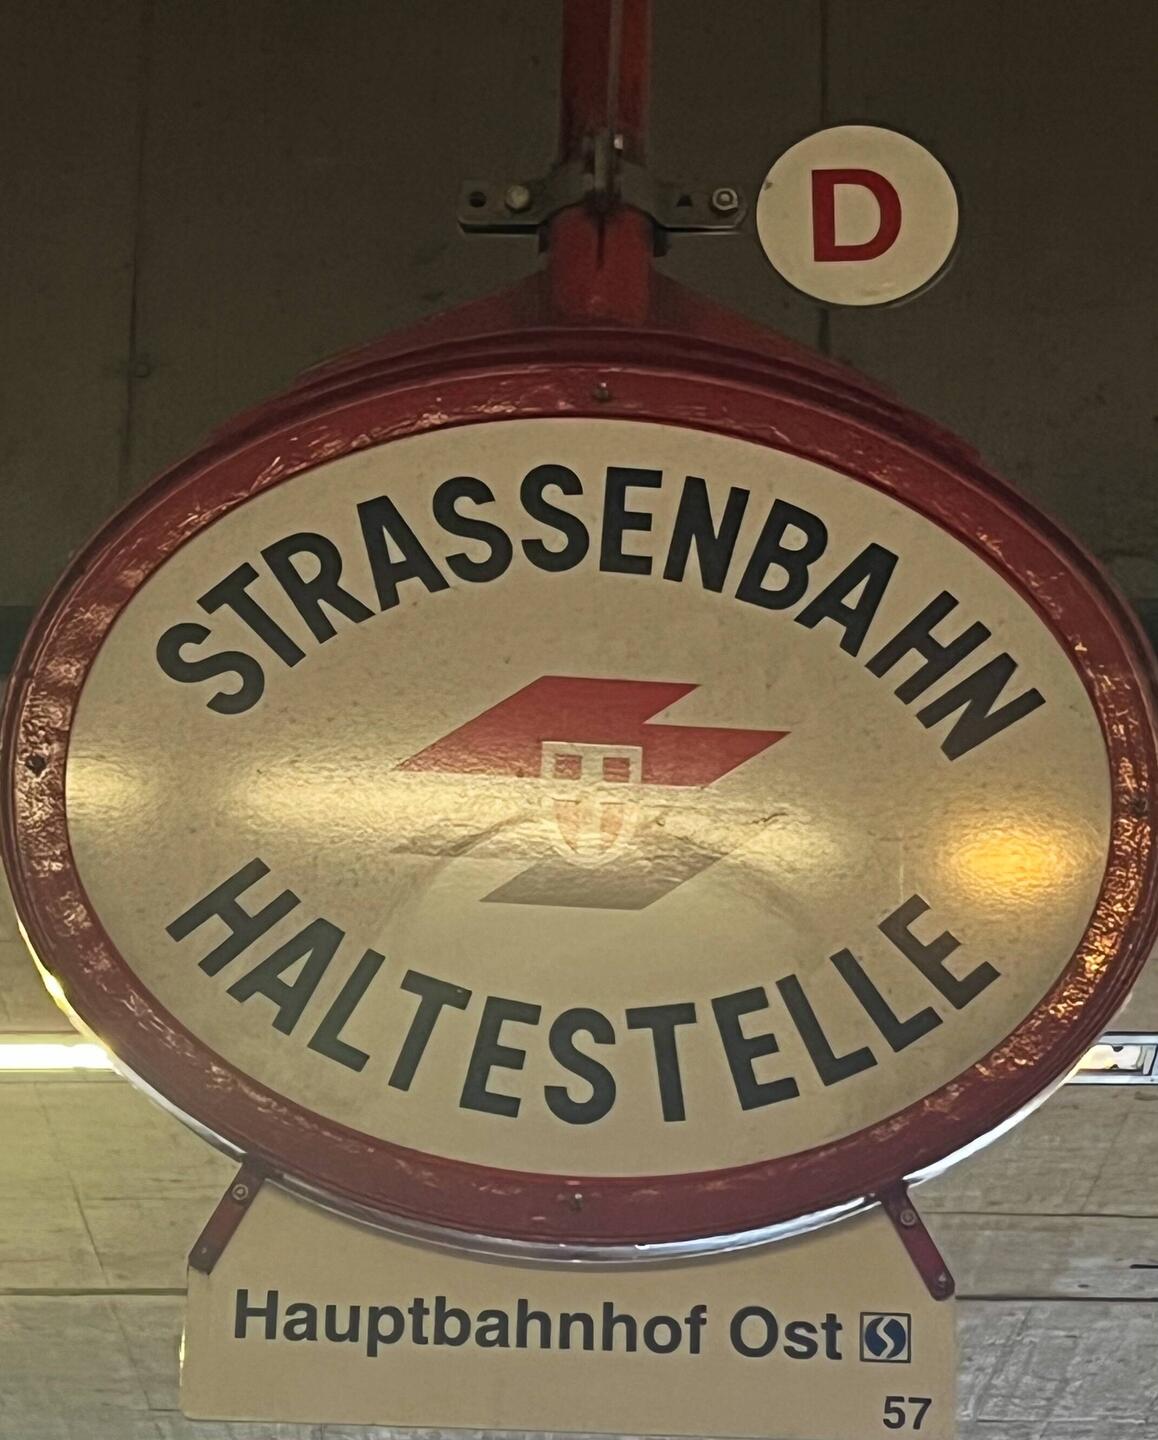 D
STRASSENBAHN
HALTESTELLE
Hauptbahnhof Ost S
57